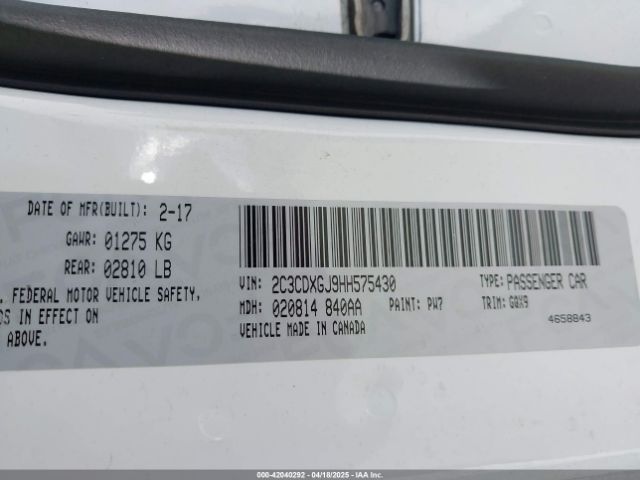 DATE OF MFR(BUILT): 2-17
GAWR: 01275 KG
REAR: 02810 LB
FEDERAL MOTOR VEHICLE SAFETY,
IN EFFECT ON
ABOVE.
VIN: 2C3CDXGJ9HH575430 TYPE: PASSENGER CAR
MDH: 020814 840AA PAINT: PW7 TRIM: GQX9
VEHICLE MADE IN CANADA 4658843
000-42040292 - 04/18/2025 - IAA Inc.